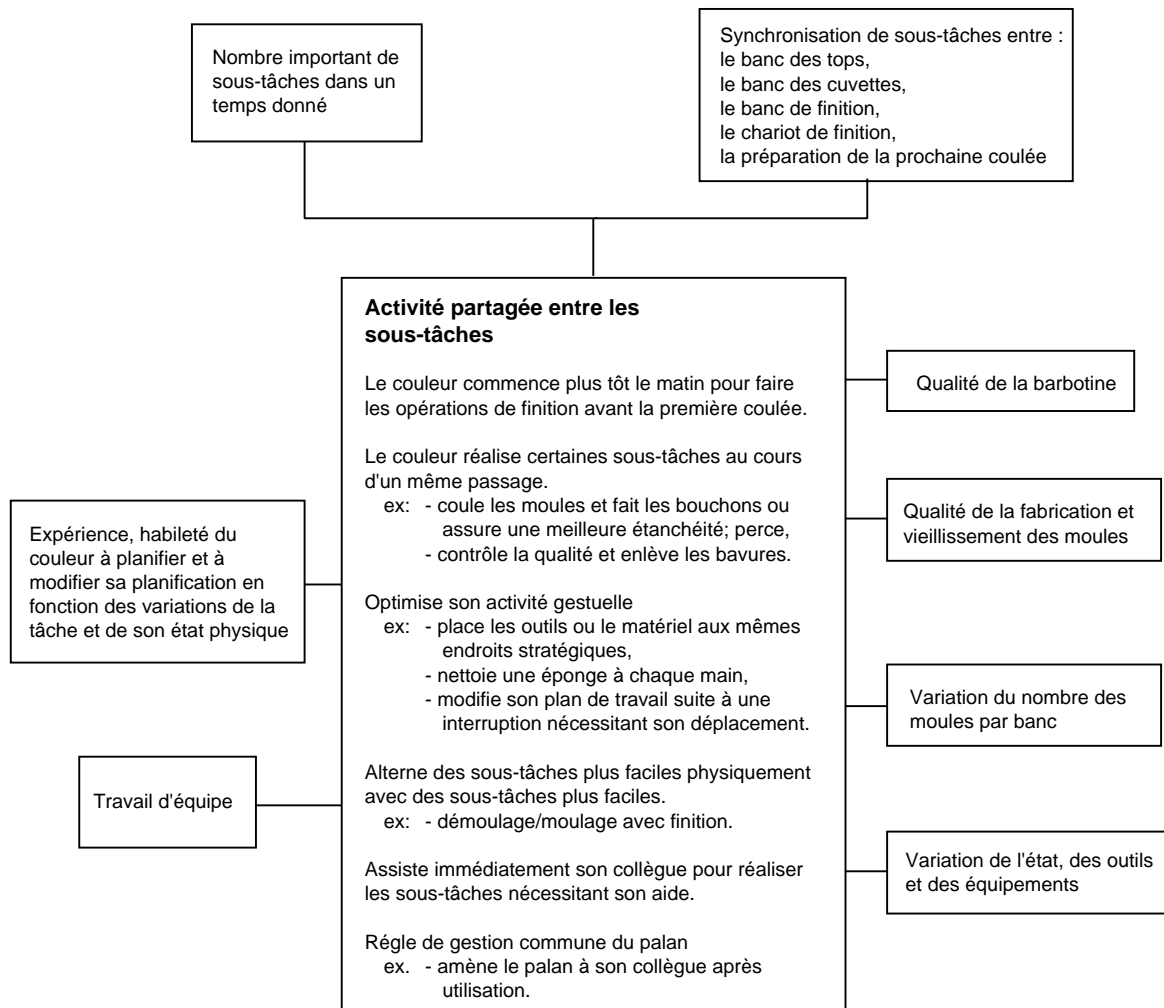 Nombre important de
sous-tâches dans un
temps donné
Synchronisation de sous-tâches entre :
le banc des tops,
le banc des cuvettes,
le banc de finition,
le chariot de finition,
la préparation de la prochaine coulée
Activité partagée entre les
sous-tâches
Le couleur commence plus tôt le matin pour faire
les opérations de finition avant la première coulée.
Le couleur réalise certaines sous-tâches au cours
d'un même passage.
ex: - coule les moules et fait les bouchons ou
assure une meilleure étanchéité; perce,
- contrôle la qualité et enlève les bavures.
Optimise son activité gestuelle
ex: - place les outils ou le matériel aux mêmes
endroits stratégiques,
- nettoie une éponge à chaque main,
- modifie son plan de travail suite à une
interruption nécessitant son déplacement.
Alterne des sous-tâches plus faciles physiquement
avec des sous-tâches plus faciles.
ex: - démoulage/moulage avec finition.
Assiste immédiatement son collègue pour réaliser
les sous-tâches nécessitant son aide.
Régle de gestion commune du palan
ex. - amène le palan à son collègue après
utilisation.
Expérience, habileté du
couleur à planifier et à
modifier sa planification en
fonction des variations de la
tâche et de son état physique
Travail d'équipe
Qualité de la barbotine
Qualité de la fabrication et
vieillissement des moules
Variation du nombre des
moules par banc
Variation de l'état, des outils
et des équipements